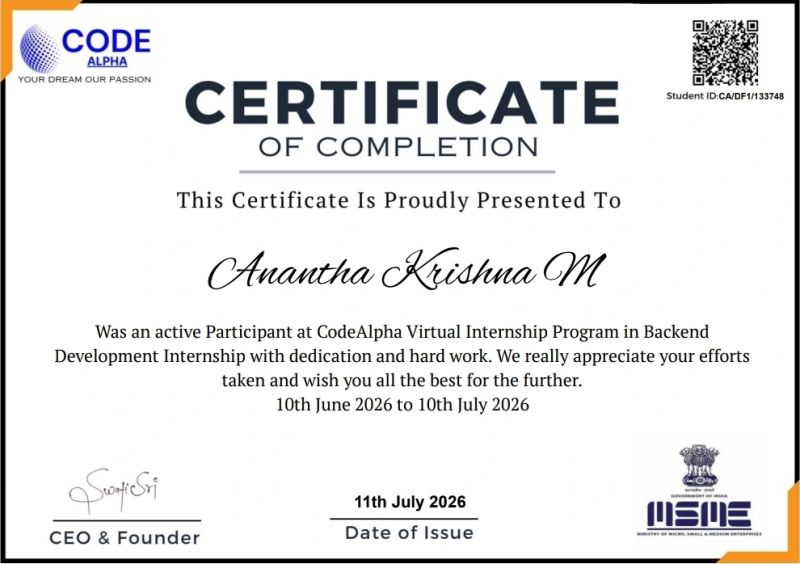 CODE
ALPHA
YOUR DREAM OUR PASSION
Student ID:CA/DF1/133748
CERTIFICATE
OF COMPLETION
This Certificate Is Proudly Presented To
Anantha Krishna M
Was an active Participant at CodeAlpha Virtual Internship Program in Backend
Development Internship with dedication and hard work. We really appreciate your efforts
taken and wish you all the best for the further.
10th June 2026 to 10th July 2026
SwatiSri
CEO & Founder
11th July 2026
Date of Issue
सत्यमेव जयते
GOVERNMENT OF INDIA
MSME
MINISTRY OF MICRO, SMALL & MEDIUM ENTERPRISES